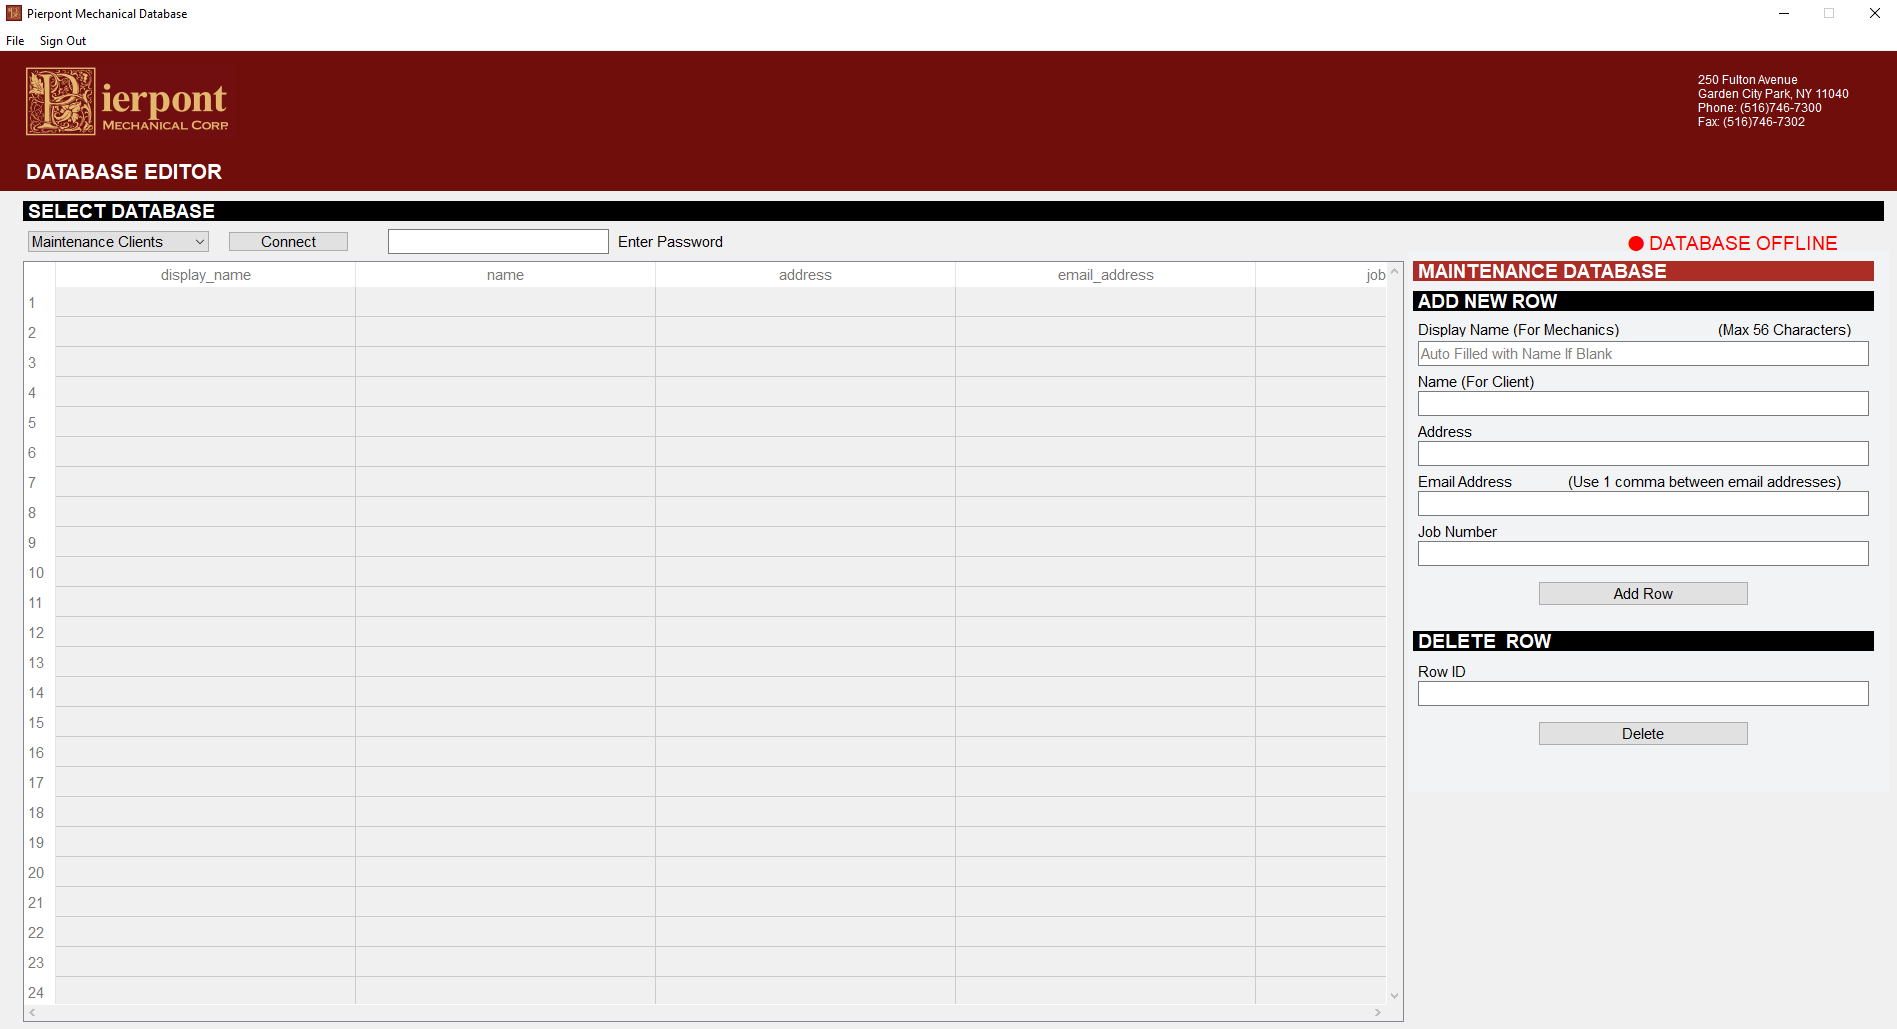 Pierpont Mechanical Database
File Sign Out
Pierpont
MECHANICAL CORP.
250 Fulton Avenue
Garden City Park, NY 11040
Phone: (516)746-7300
Fax: (516)746-7302
DATABASE EDITOR
SELECT DATABASE
Maintenance Clients Connect Enter Password
DATABASE OFFLINE
display_name name address email_address job
1
2
3
4
5
6
7
8
9
10
11
12
13
14
15
16
17
18
19
20
21
22
23
24
MAINTENANCE DATABASE
ADD NEW ROW
Display Name (For Mechanics) (Max 56 Characters)
Auto Filled with Name If Blank
Name (For Client)
Address
Email Address (Use 1 comma between email addresses)
Job Number
Add Row
DELETE ROW
Row ID
Delete